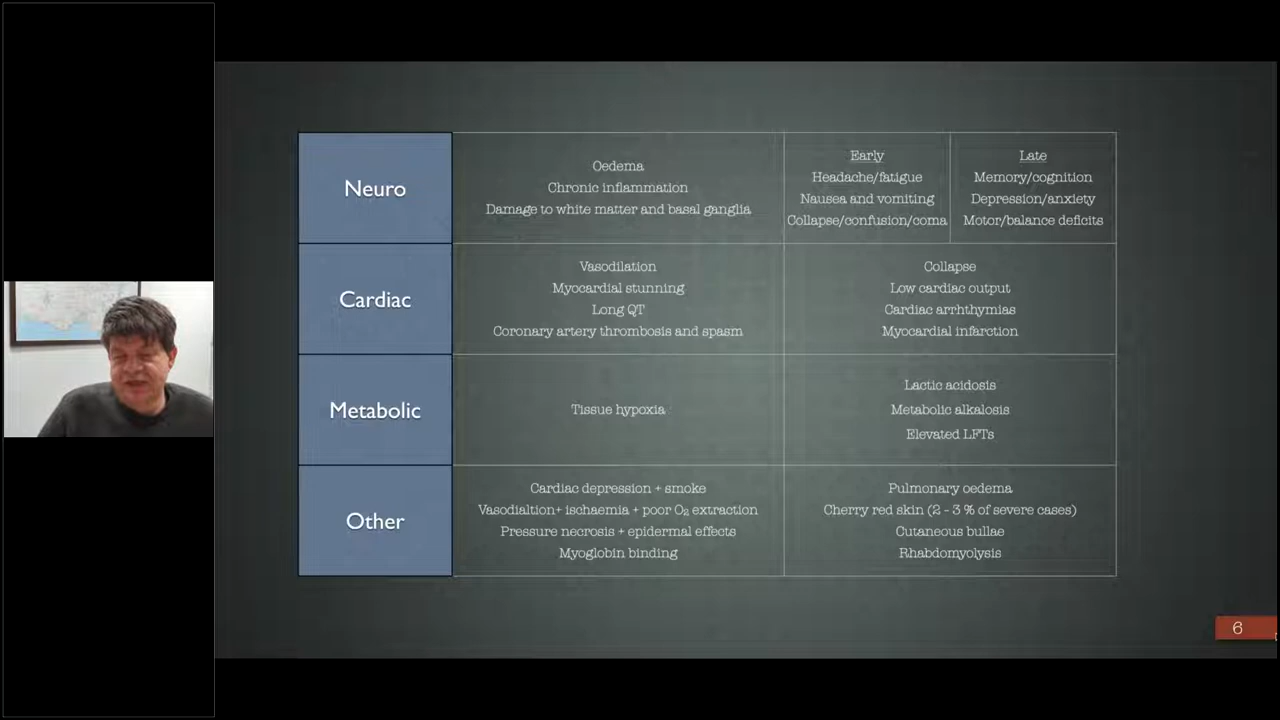 Neuro
Oedema
Chronic inflammation
Damage to white matter and basal ganglia
Early
Headache/fatigue
Nausea and vomiting
Collapse/confusion/coma
Late
Memory/cognition
Depression/anxiety
Motor/balance deficits
Cardiac
Vasodilation
Myocardial stunning
Long QT
Coronary artery thrombosis and spasm
Collapse
Low cardiac output
Cardiac arrhthymias
Myocardial infarction
Metabolic
Tissue hypoxia
Lactic acidosis
Metabolic alkalosis
Elevated LFTs
Other
Cardiac depression + smoke
Vasodialtion+ ischaemia + poor O₂ extraction
Pressure necrosis + epidermal effects
Myoglobin binding
Pulmonary oedema
Cherry red skin (2 - 3 % of severe cases)
Cutaneous bullae
Rhabdomyolysis
6